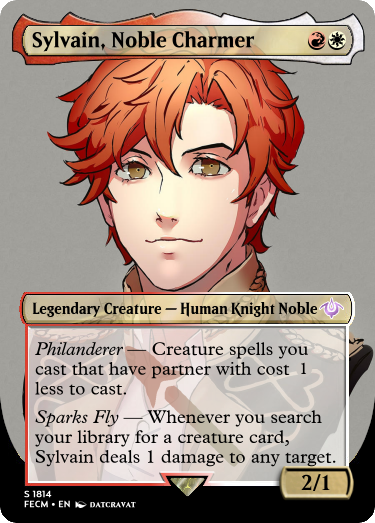 Sylvain, Noble Charmer
Legendary Creature — Human Knight Noble
Philanderer — Creature spells you
cast that have partner with cost 1
less to cast.
Sparks Fly — Whenever you search
your library for a creature card,
Sylvain deals 1 damage to any target.
2/1
S 1814
FECM • EN DATCRAVAT